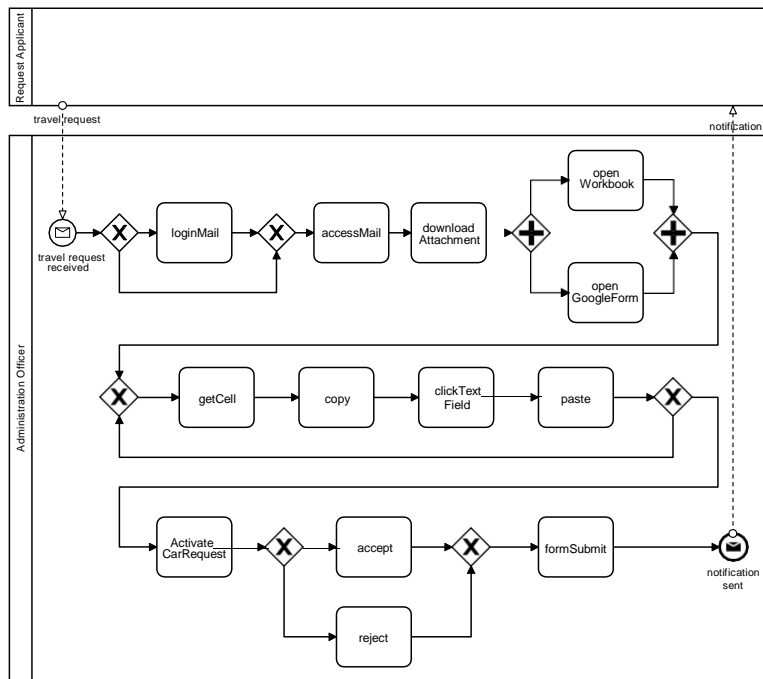 Request Applicant
travel request
notification
Administration Officer
open
Workbook
loginMail
accessMail
download
Attachment
travel request
received
open
GoogleForm
getCell
copy
clickText
Field
paste
Activate
CarRequest
accept
formSubmit
notification
sent
reject